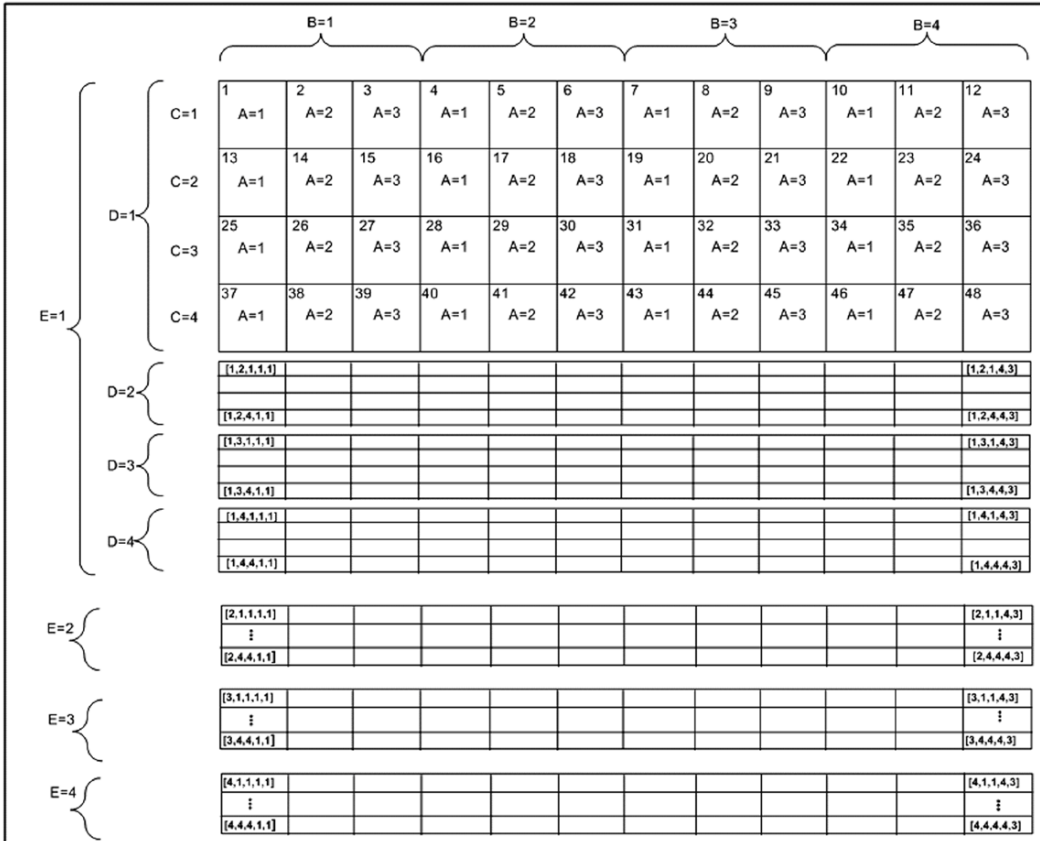 B=1 B=2 B=3 B=4
1 2 3 4 5 6 7 8 9 10 11 12
C=1 A=1 A=2 A=3 A=1 A=2 A=3 A=1 A=2 A=3 A=1 A=2 A=3
13 14 15 16 17 18 19 20 21 22 23 24
C=2 A=1 A=2 A=3 A=1 A=2 A=3 A=1 A=2 A=3 A=1 A=2 A=3
D=1
25 26 27 28 29 30 31 32 33 34 35 36
C=3 A=1 A=2 A=3 A=1 A=2 A=3 A=1 A=2 A=3 A=1 A=2 A=3
37 38 39 40 41 42 43 44 45 46 47 48
E=1 C=4 A=1 A=2 A=3 A=1 A=2 A=3 A=1 A=2 A=3 A=1 A=2 A=3
[1,2,1,1,1] [1,2,1,4,3]
D=2
[1,2,4,1,1] [1,2,4,4,3]
[1,3,1,1,1] [1,3,1,4,3]
D=3
[1,3,4,1,1] [1,3,4,4,3]
[1,4,1,1,1] [1,4,1,4,3]
D=4
[1,4,4,1,1] [1,4,4,4,3]
[2,1,1,1,1] [2,1,1,4,3]
E=2 ⋮ ⋮
[2,4,4,1,1] [2,4,4,4,3]
[3,1,1,1,1] [3,1,1,4,3]
E=3 ⋮ ⋮
[3,4,4,1,1] [3,4,4,4,3]
[4,1,1,1,1] [4,1,1,4,3]
E=4 ⋮ ⋮
[4,4,4,1,1] [4,4,4,4,3]